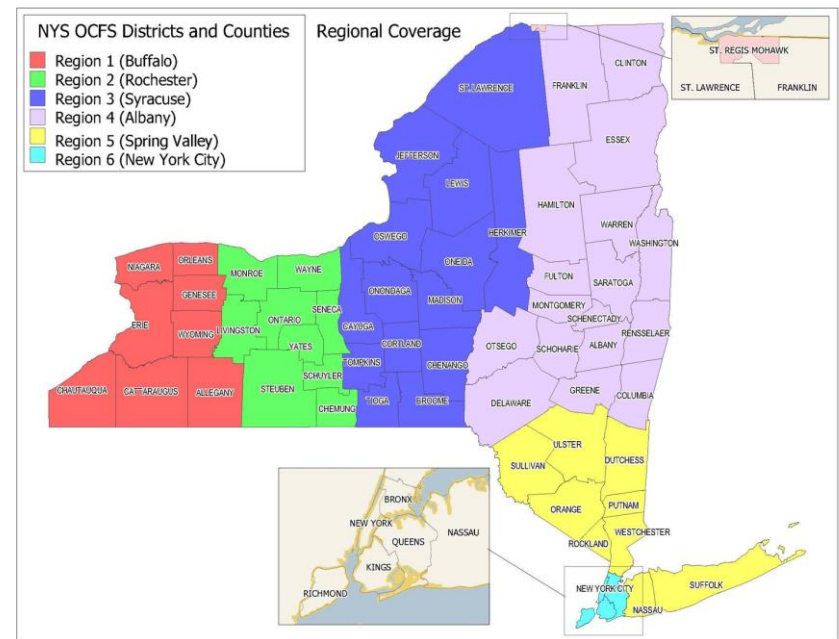 NYS OCFS Districts and Counties
Region 1 (Buffalo)
Region 2 (Rochester)
Region 3 (Syracuse)
Region 4 (Albany)
Region 5 (Spring Valley)
Region 6 (New York City)
Regional Coverage
ST. REGIS MOHAWK
ST. LAWRENCE
FRANKLIN
CLINTON
FRANKLIN
ST. LAWRENCE
ESSEX
JEFFERSON
LEWIS
HAMILTON
HERKIMER
WARREN
WASHINGTON
OSWEGO
ONEIDA
FULTON
SARATOGA
NIAGARA
ORLEANS
MONROE
WAYNE
ONONDAGA
MADISON
MONTGOMERY
SCHENECTADY
GENESEE
ONTARIO
SENECA
CAYUGA
ERIE
WYOMING
LIVINGSTON
YATES
CORTLAND
OTSEGO
SCHOHARIE
ALBANY
RENSSELAER
TOMPKINS
CHENANGO
SCHUYLER
CHAUTAUQUA
CATTARAUGUS
ALLEGANY
STEUBEN
CHEMUNG
TIOGA
BROOME
DELAWARE
GREENE
COLUMBIA
ULSTER
SULLIVAN
DUTCHESS
ORANGE
PUTNAM
WESTCHESTER
ROCKLAND
NEW YORK CITY
SUFFOLK
NASSAU
BRONX
NEW YORK
NASSAU
QUEENS
KINGS
RICHMOND